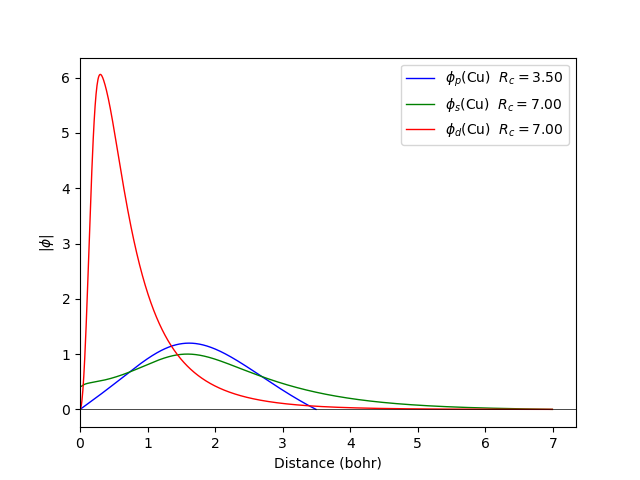 ϕp(Cu) Rc = 3.50
ϕs(Cu) Rc = 7.00
ϕd(Cu) Rc = 7.00
|ϕ|
6
5
4
3
2
1
0
0 1 2 3 4 5 6 7
Distance (bohr)